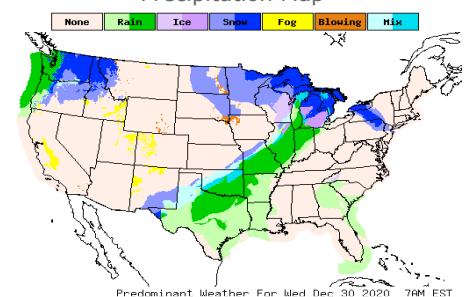 Precipitation Map
None Rain Ice Snow Fog Blowing Mix
Predominant Weather For Wed Dec 30 2020 7AM EST